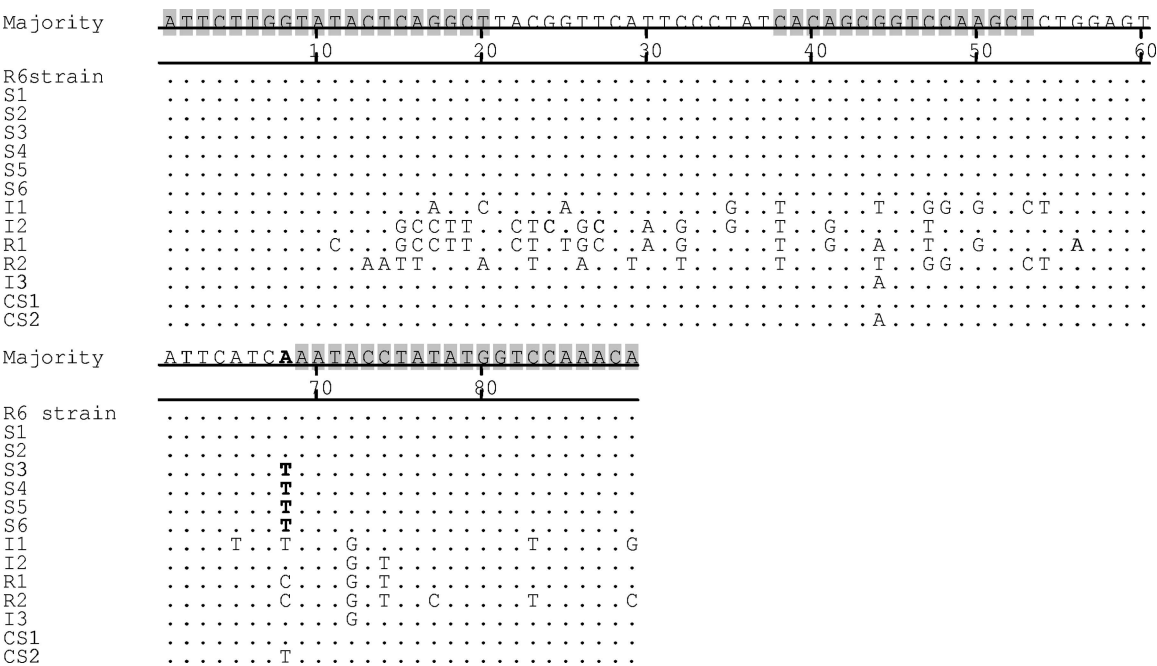 Majority ATTCTTGGTATACTCAGGCTTACGGTTCATTCCCTATCACAGCGGTCCAAGCTCTGGAGT
10 20 30 40 50 60
R6strain ............................................................
S1 ............................................................
S2 ............................................................
S3 ............................................................
S4 ............................................................
S5 ............................................................
S6 ............................................................
I1 ................A..C....A.........G..T.....T..GG.G..CT......
I2 ..............GCCTT..CTC.GC..A.G..G..T..G.....T.............
R1 ..........C...GCCTT..CT.TGC..A.G.....T..G..A..T..G.....A....
R2 ............AATT...A..T..A..T..T.....T.....T..GG....CT......
I3 ...........................................A................
CS1 ............................................................
CS2 ...........................................A................
Majority ATTCATCAAATACCTATATGGTCCAAACA
70 80
R6 strain .............................
S1 .............................
S2 .............................
S3 .......T.....................
S4 .......T.....................
S5 .......T.....................
S6 .......T.....................
I1 ....T..T...G..........T.....G
I2 ...........G.T...............
R1 .......C...G.T...............
R2 .......C...G.T..C.....T.....C
I3 ...........G.................
CS1 .............................
CS2 .......T.....................